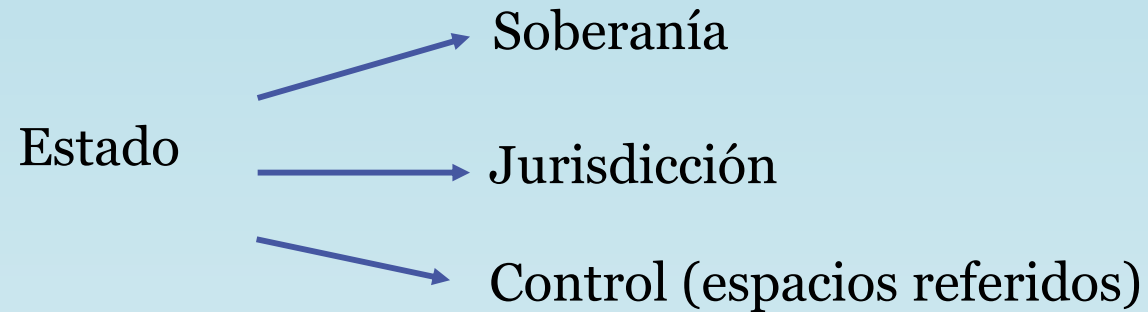 Soberanía
Estado
Jurisdicción
Control (espacios referidos)